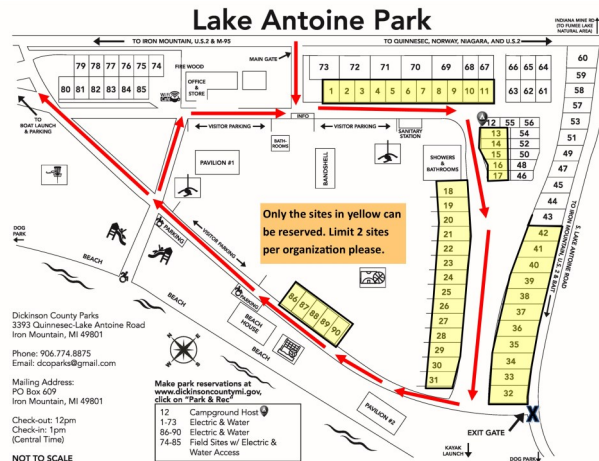 Lake Antoine Park
INDIANA MINE RD
(TO FUMEE LAKE
NATURAL AREA)
TO IRON MOUNTAIN, U.S.2 & M-95
TO QUINNESEC, NORWAY, NIAGARA, AND U.S.2
MAIN GATE
FIRE WOOD
79 78 77 76 75 74
80 81 82 83 84 85
WiFi
OFFICE
& STORE
73 72 71 70 69 68 67
66 65 64
1 2 3 4 5 6 7 8 9 10 11
63 62 61
60
59
58
57
53
51
49
47
45
44
43
TO
BOAT LAUNCH
& PARKING
INFO
VISITOR PARKING
VISITOR PARKING
BATH-
ROOMS
SANITARY
STATION
12 55 56
13 54
14 52
15 50
16 48
17 46
PAVILION #1
BANDSHELL
SHOWERS
&
BATHROOMS
TO IRON MOUNTAIN, U.S. 2 & BAIT
S. LAKE ANTOINE ROAD
18
19
20
21
22
23
24
25
26
27
28
29
30
31
42
41
40
39
38
37
36
35
34
33
32
Only the sites in yellow can
be reserved. Limit 2 sites
per organization please.
DOG
PARK
BEACH
PARKING
VISITOR PARKING
BEACH
PARKING
86 87 88 89 90
BEACH
HOUSE
BEACH
PAVILION #2
X
EXIT GATE
KAYAK
LAUNCH
DOG PARK
Dickinson County Parks
3393 Quinnesec-Lake Antoine Road
Iron Mountain, MI 49801
Phone: 906.774.8875
Email: dcoparks@gmail.com
Mailing Address:
PO Box 609
Iron Mountain, MI 49801
Check-out: 12pm
Check-in: 1pm
(Central Time)
NOT TO SCALE
Make park reservations at
www.dickinsoncountymi.gov,
click on "Park & Rec"
12 Campground Host
1-73 Electric & Water
86-90 Electric & Water
74-85 Field Sites w/ Electric &
Water Access